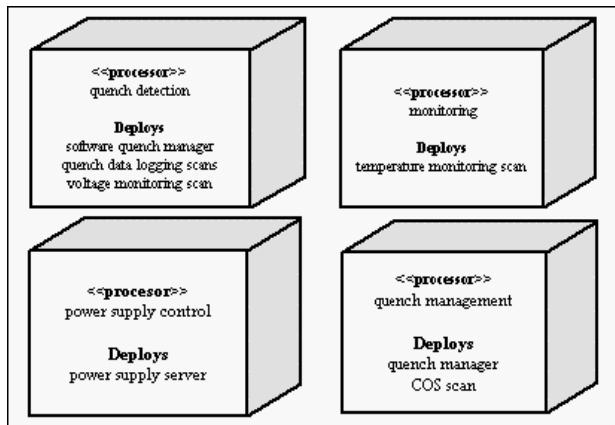 <<processor>>
quench detection
Deploys
software quench manager
quench data logging scans
voltage monitoring scan
<<processor>>
monitoring
Deploys
temperature monitoring scan
<<procesor>>
power supply control
Deploys
power supply server
<<processor>>
quench management
Deploys
quench manager
COS scan